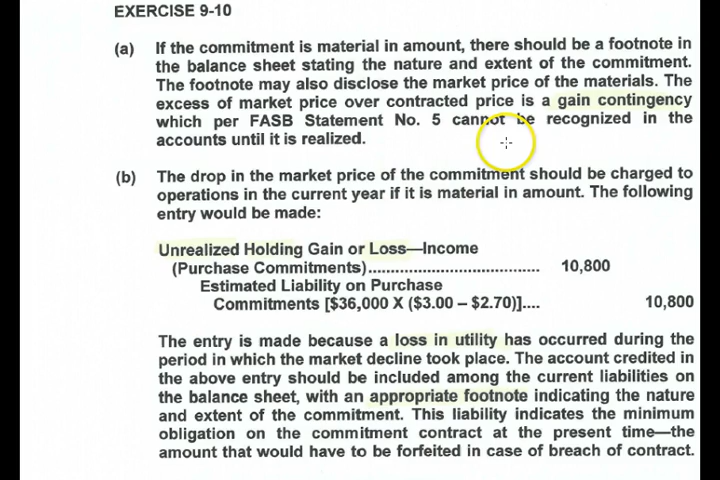 EXERCISE 9-10
(a) If the commitment is material in amount, there should be a footnote in
the balance sheet stating the nature and extent of the commitment.
The footnote may also disclose the market price of the materials. The
excess of market price over contracted price is a gain contingency
which per FASB Statement No. 5 cannot be recognized in the
accounts until it is realized.
(b) The drop in the market price of the commitment should be charged to
operations in the current year if it is material in amount. The following
entry would be made:
Unrealized Holding Gain or Loss—Income
(Purchase Commitments)........................................ 10,800
Estimated Liability on Purchase
Commitments [$36,000 X ($3.00 – $2.70)].... 10,800
The entry is made because a loss in utility has occurred during the
period in which the market decline took place. The account credited in
the above entry should be included among the current liabilities on
the balance sheet, with an appropriate footnote indicating the nature
and extent of the commitment. This liability indicates the minimum
obligation on the commitment contract at the present time—the
amount that would have to be forfeited in case of breach of contract.